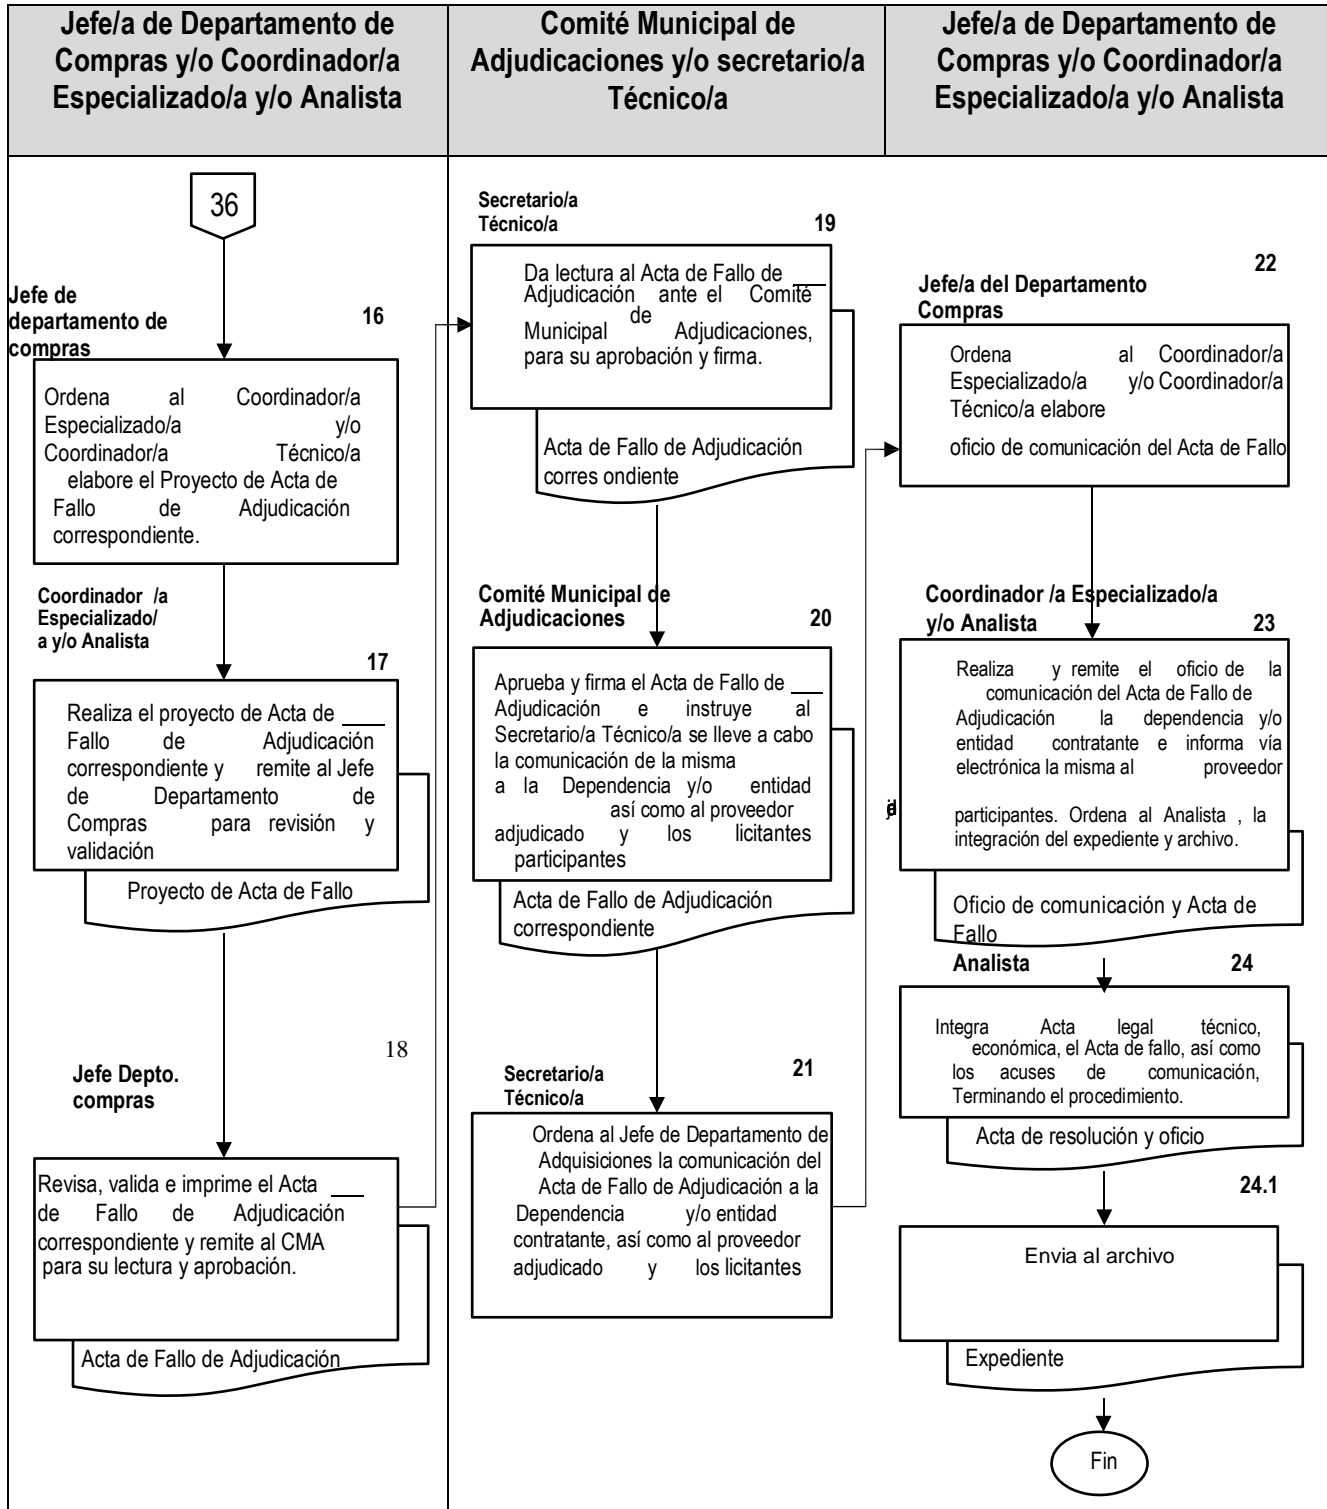 Jefe/a de Departamento de
Compras y/o Coordinador/a
Especializado/a y/o Analista
Comité Municipal de
Adjudicaciones y/o secretario/a
Técnico/a
Jefe/a de Departamento de
Compras y/o Coordinador/a
Especializado/a y/o Analista
36
Jefe de
departamento de
compras
16
Ordena al Coordinador/a
Especializado/a y/o
Coordinador/a Técnico/a
elabore el Proyecto de Acta de
Fallo de Adjudicación
correspondiente.
Coordinador /a
Especializado/
a y/o Analista
17
Realiza el proyecto de Acta de
Fallo de Adjudicación
correspondiente y remite al Jefe
de Departamento de
Compras para revisión y
validación
Proyecto de Acta de Fallo
18
Jefe Depto.
compras
Revisa, valida e imprime el Acta
de Fallo de Adjudicación
correspondiente y remite al CMA
para su lectura y aprobación.
Acta de Fallo de Adjudicación
Secretario/a
Técnico/a
19
Da lectura al Acta de Fallo de
Adjudicación ante el Comité
de
Municipal Adjudicaciones,
para su aprobación y firma.
Acta de Fallo de Adjudicación
corres ondiente
Comité Municipal de
Adjudicaciones
20
Aprueba y firma el Acta de Fallo de
Adjudicación e instruye al
Secretario/a Técnico/a se lleve a cabo
la comunicación de la misma
a la Dependencia y/o entidad
así como al proveedor
adjudicado y los licitantes
participantes
Acta de Fallo de Adjudicación
correspondiente
Secretario/a
Técnico/a
21
Ordena al Jefe de Departamento de
Adquisiciones la comunicación del
Acta de Fallo de Adjudicación a la
Dependencia y/o entidad
contratante, así como al proveedor
adjudicado y los licitantes
22
Jefe/a del Departamento
Compras
Ordena al Coordinador/a
Especializado/a y/o Coordinador/a
Técnico/a elabore
oficio de comunicación del Acta de Fallo
Coordinador /a Especializado/a
y/o Analista
23
Realiza y remite el oficio de la
comunicación del Acta de Fallo de
Adjudicación la dependencia y/o
entidad contratante e informa vía
electrónica la misma al proveedor
participantes. Ordena al Analista , la
integración del expediente y archivo.
Oficio de comunicación y Acta de
Fallo
Analista
24
Integra Acta legal técnico,
económica, el Acta de fallo, así como
los acuses de comunicación,
Terminando el procedimiento.
Acta de resolución y oficio
24.1
Envia al archivo
Expediente
Fin